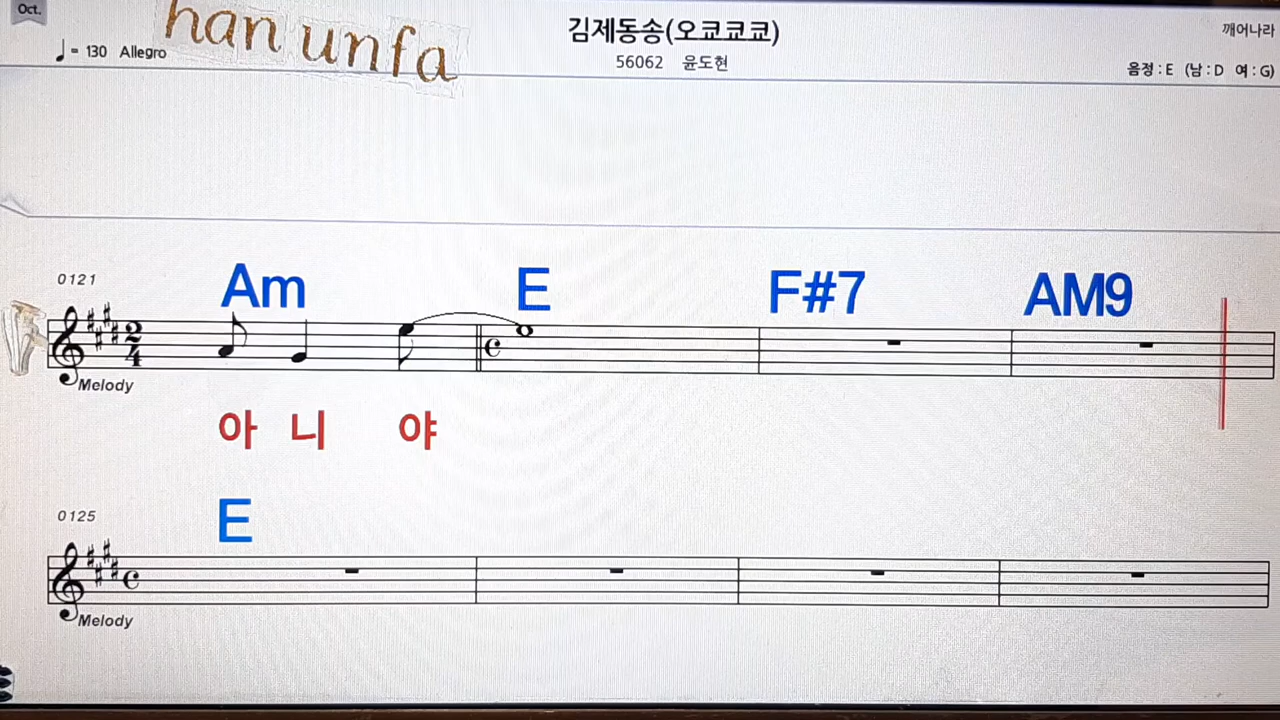 Oct.
han unfa
김제동송(오쿄쿄쿄)
깨어나라
♩= 130 Allegro
56062 윤도현
음정 : E (남 : D 여 : G)
0121
Am E F#7 AM9
2/4
Melody
아 니 야
0125
E
Melody